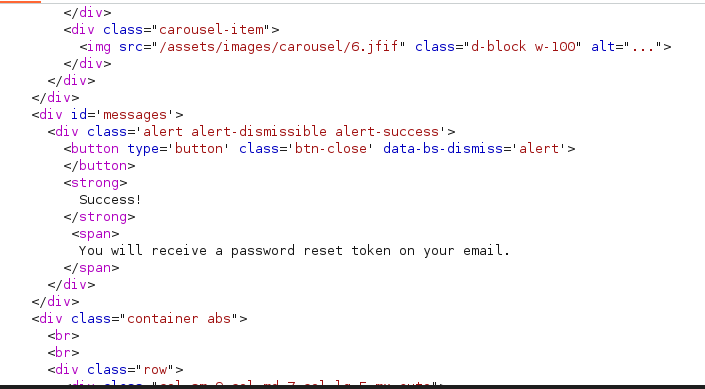 </div>
<div class="carousel-item">
<img src="/assets/images/carousel/6.jfif" class="d-block w-100" alt="...">
</div>
</div>
</div>
<div id='messages'>
<div class='alert alert-dismissible alert-success'>
<button type='button' class='btn-close' data-bs-dismiss='alert'>
</button>
<strong>
Success!
</strong>
<span>
You will receive a password reset token on your email.
</span>
</div>
</div>
<div class="container abs">
<br>
<br>
<div class="row">